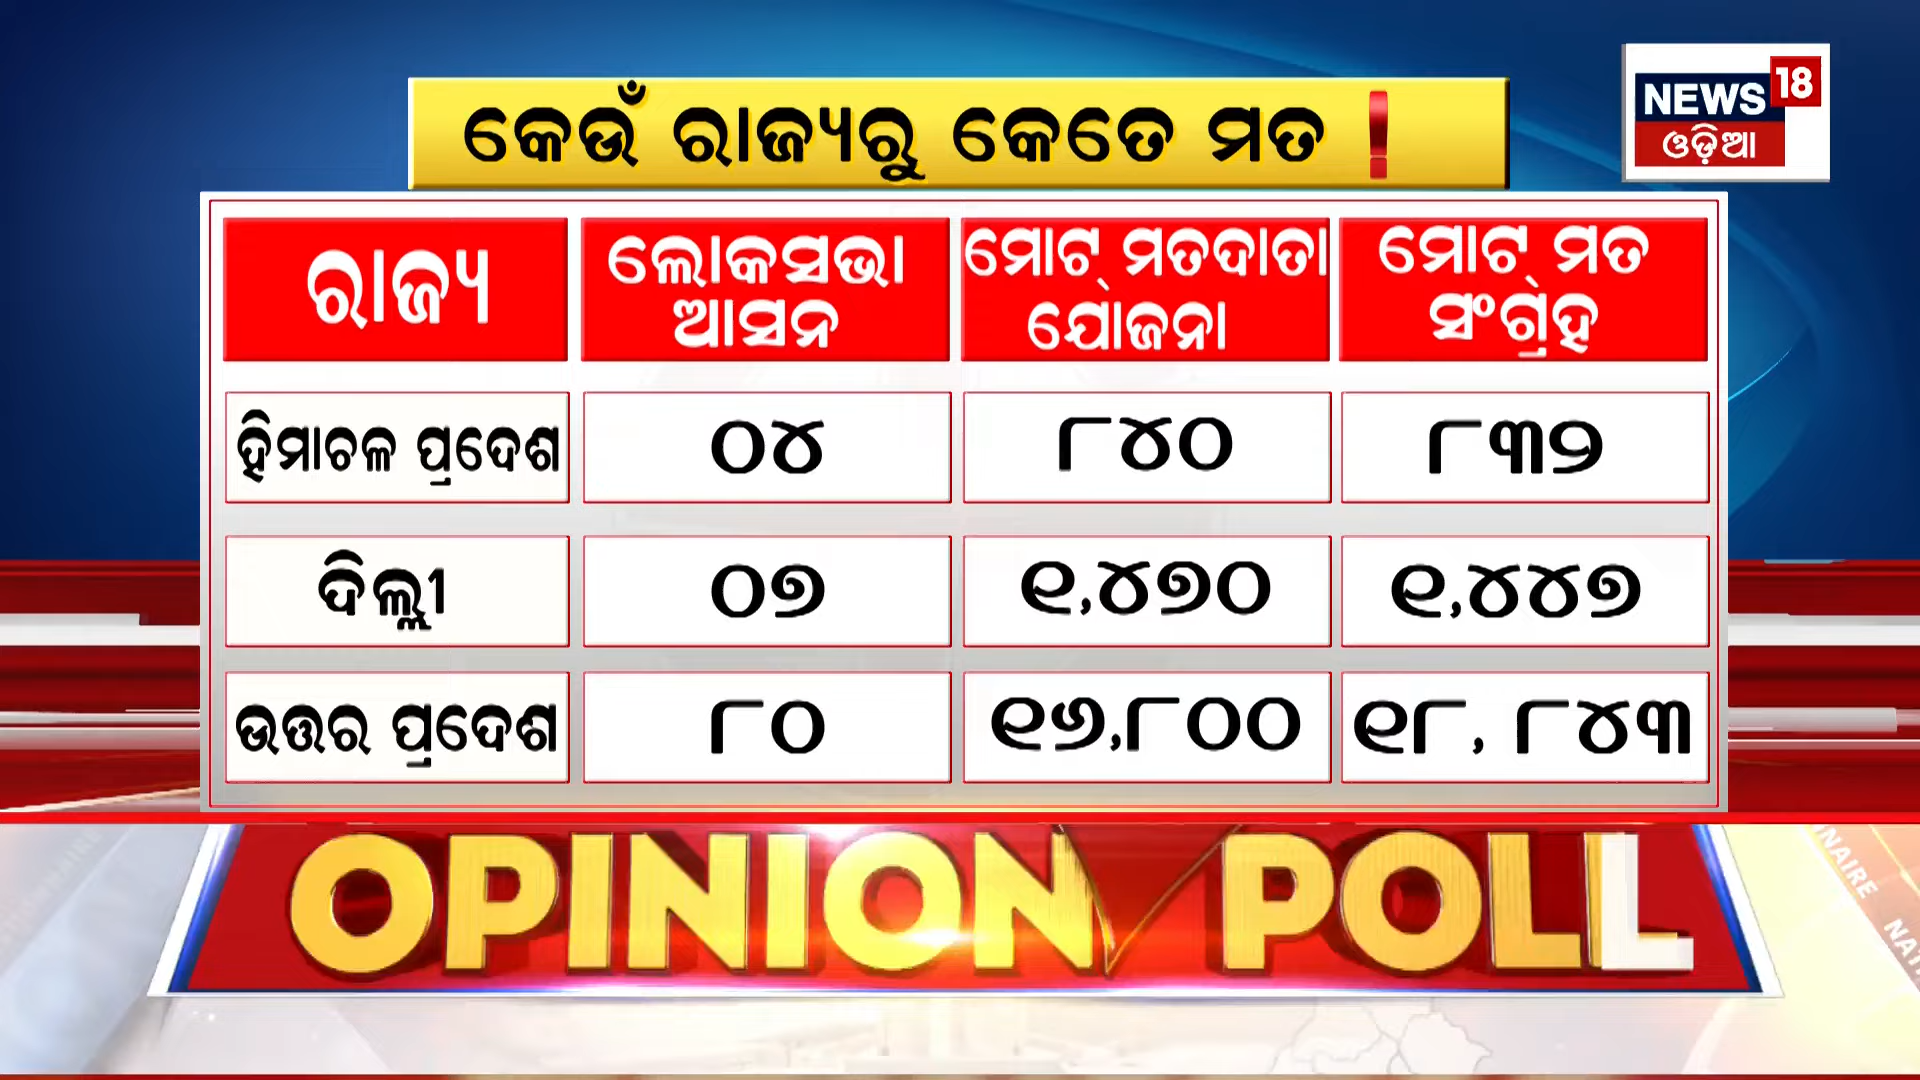 କେଉଁ ରାଜ୍ୟରୁ କେତେ ମତ !
NEWS 18
ଓଡ଼ିଆ
ରାଜ୍ୟ ଲୋକସଭା ଆସନ ମୋଟ୍ ମତଦାତା ଯୋଜନା ମୋଟ୍ ମତ ସଂଗ୍ରହ
ହିମାଚଳ ପ୍ରଦେଶ ୦୪ ୮୪୦ ୮୩୨
ଦିଲ୍ଲୀ ୦୭ ୧,୪୭୦ ୧,୪୪୭
ଉତ୍ତର ପ୍ରଦେଶ ୮୦ ୧୬,୮୦୦ ୧୮, ୮୪୩
OPINION POLL